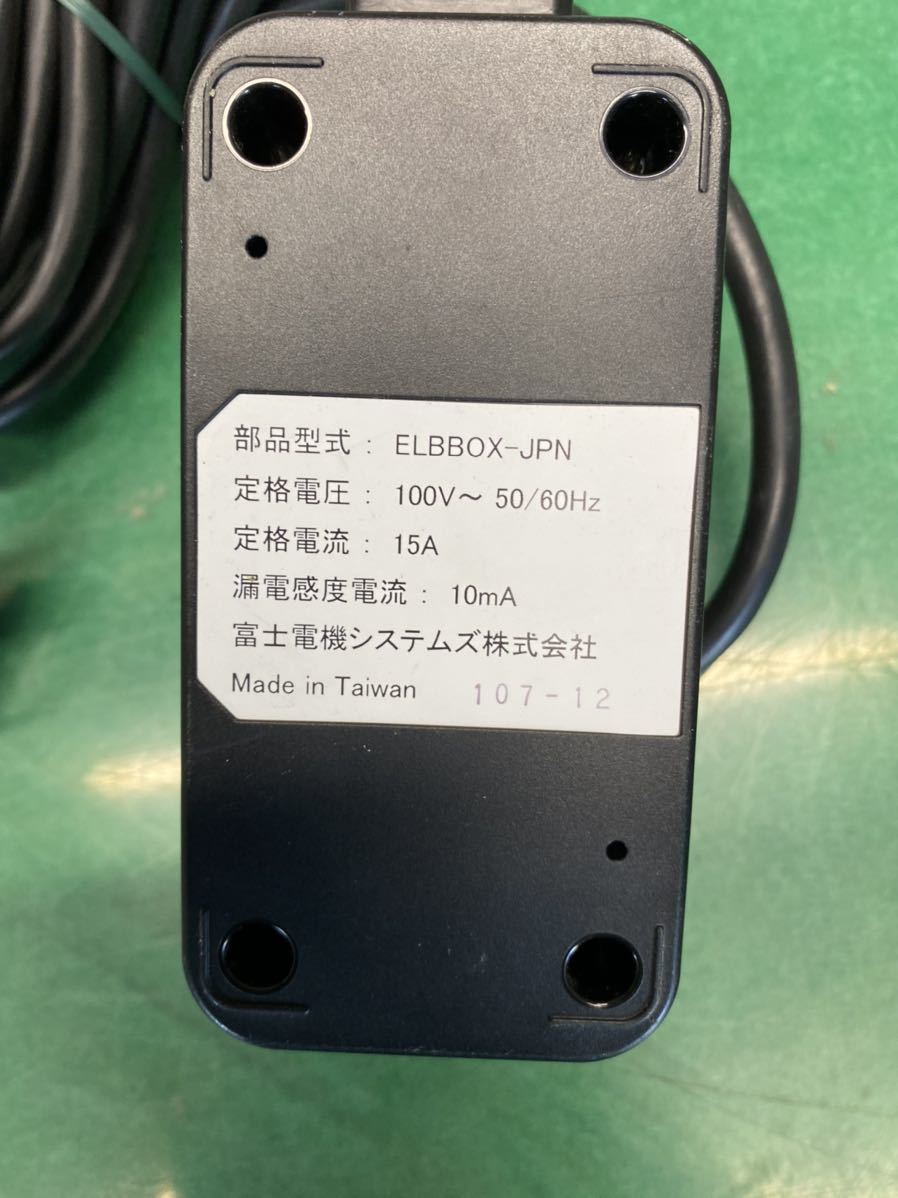 部品型式 : ELBBOX-JPN
定格電圧 : 100V～ 50/60Hz
定格電流 : 15A
漏電感度電流 : 10mA
富士電機システムズ株式会社
Made in Taiwan 107-12